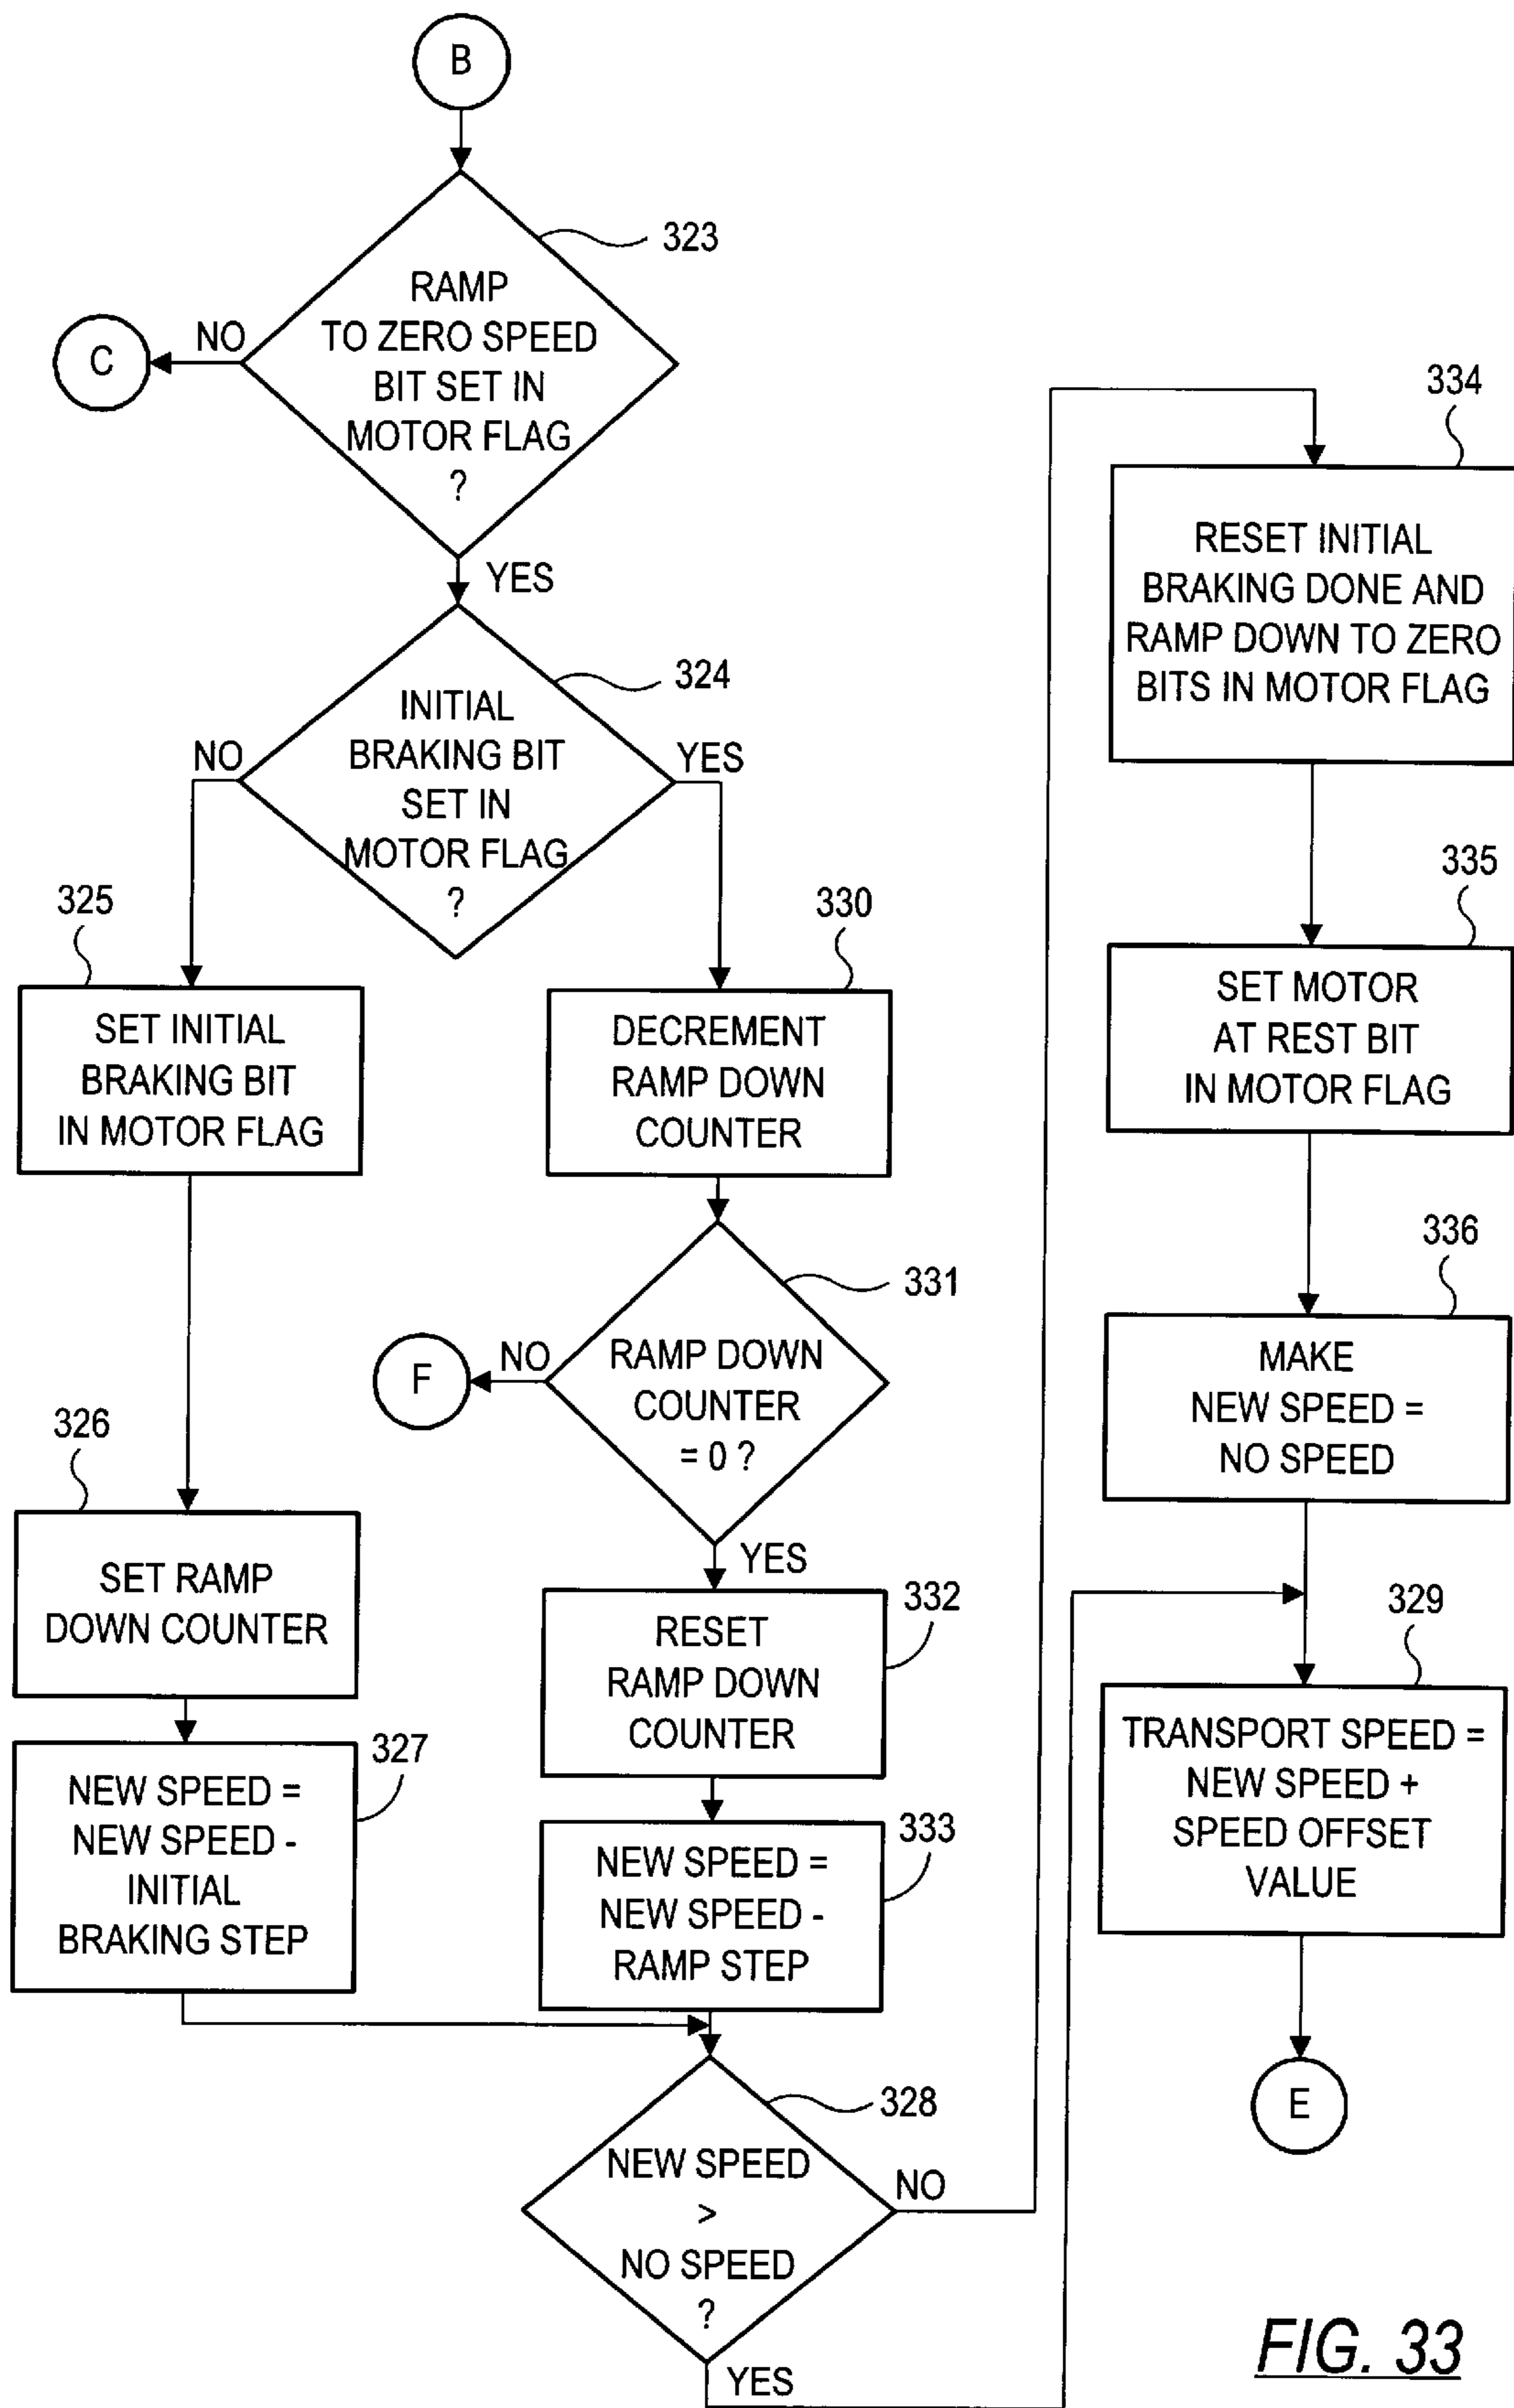 B
323
RAMP
TO ZERO SPEED
BIT SET IN
MOTOR FLAG
?
NO
C
YES
324
INITIAL
BRAKING BIT
SET IN
MOTOR FLAG
?
NO
YES
325
SET INITIAL
BRAKING BIT
IN MOTOR FLAG
326
SET RAMP
DOWN COUNTER
327
NEW SPEED =
NEW SPEED -
INITIAL
BRAKING STEP
330
DECREMENT
RAMP DOWN
COUNTER
331
RAMP DOWN
COUNTER
= 0 ?
NO
F
YES
332
RESET
RAMP DOWN
COUNTER
333
NEW SPEED =
NEW SPEED -
RAMP STEP
328
NEW SPEED
>
NO SPEED
?
NO
YES
334
RESET INITIAL
BRAKING DONE AND
RAMP DOWN TO ZERO
BITS IN MOTOR FLAG
335
SET MOTOR
AT REST BIT
IN MOTOR FLAG
336
MAKE
NEW SPEED =
NO SPEED
329
TRANSPORT SPEED =
NEW SPEED +
SPEED OFFSET
VALUE
E
FIG. 33